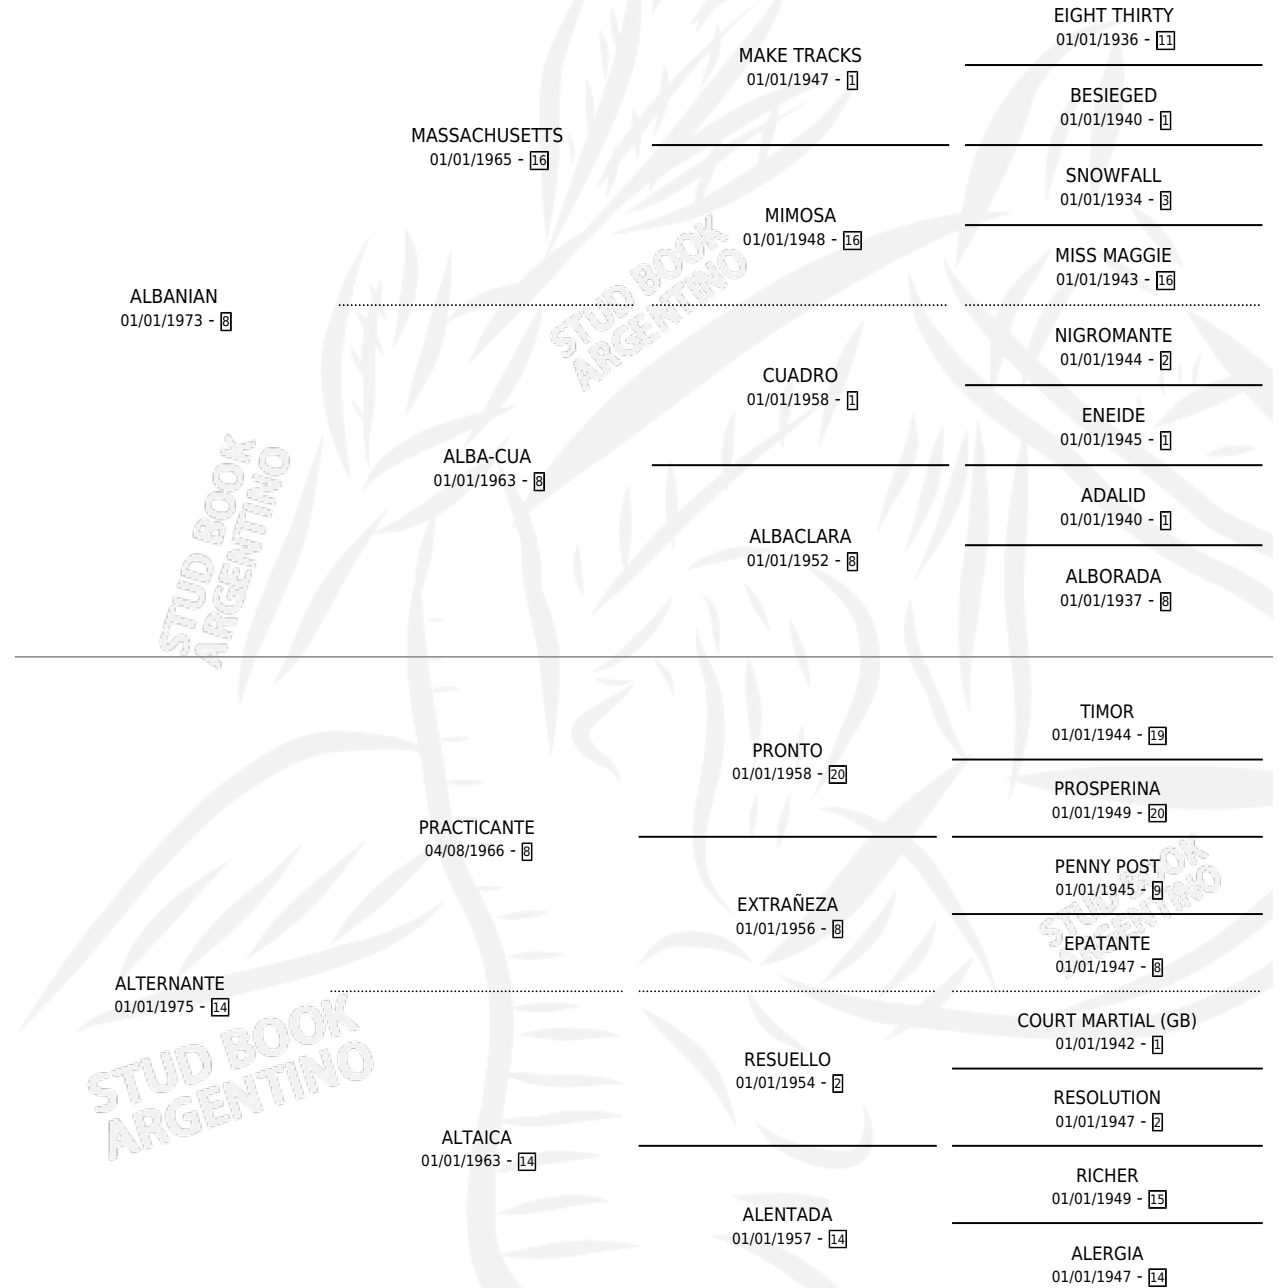 EIGHT THIRTY
01/01/1936 - 11
MAKE TRACKS
01/01/1947 - 1
BESIEGED
01/01/1940 - 1
MASSACHUSETTS
01/01/1965 - 16
SNOWFALL
01/01/1934 - 3
MIMOSA
01/01/1948 - 16
MISS MAGGIE
01/01/1943 - 16
ALBANIAN
01/01/1973 - 8
STUD BOOK
ARGENTINO
NIGROMANTE
01/01/1944 - 2
CUADRO
01/01/1958 - 1
ENEIDE
01/01/1945 - 1
ALBA-CUA
01/01/1963 - 8
ADALID
01/01/1940 - 1
ALBACLARA
01/01/1952 - 8
ALBORADA
01/01/1937 - 8
STUD BOOK
ARGENTINO
TIMOR
01/01/1944 - 19
PRONTO
01/01/1958 - 20
PROSPERINA
01/01/1949 - 20
PRACTICANTE
04/08/1966 - 8
PENNY POST
01/01/1945 - 9
EXTRAÑEZA
01/01/1956 - 8
EPATANTE
01/01/1947 - 8
STUD BOOK
ARGENTINO
ALTERNANTE
01/01/1975 - 14
COURT MARTIAL (GB)
01/01/1942 - 1
RESUELLO
01/01/1954 - 2
RESOLUTION
01/01/1947 - 2
STUD BOOK
ARGENTINO
ALTAICA
01/01/1963 - 14
RICHER
01/01/1949 - 15
ALENTADA
01/01/1957 - 14
ALERGIA
01/01/1947 - 14